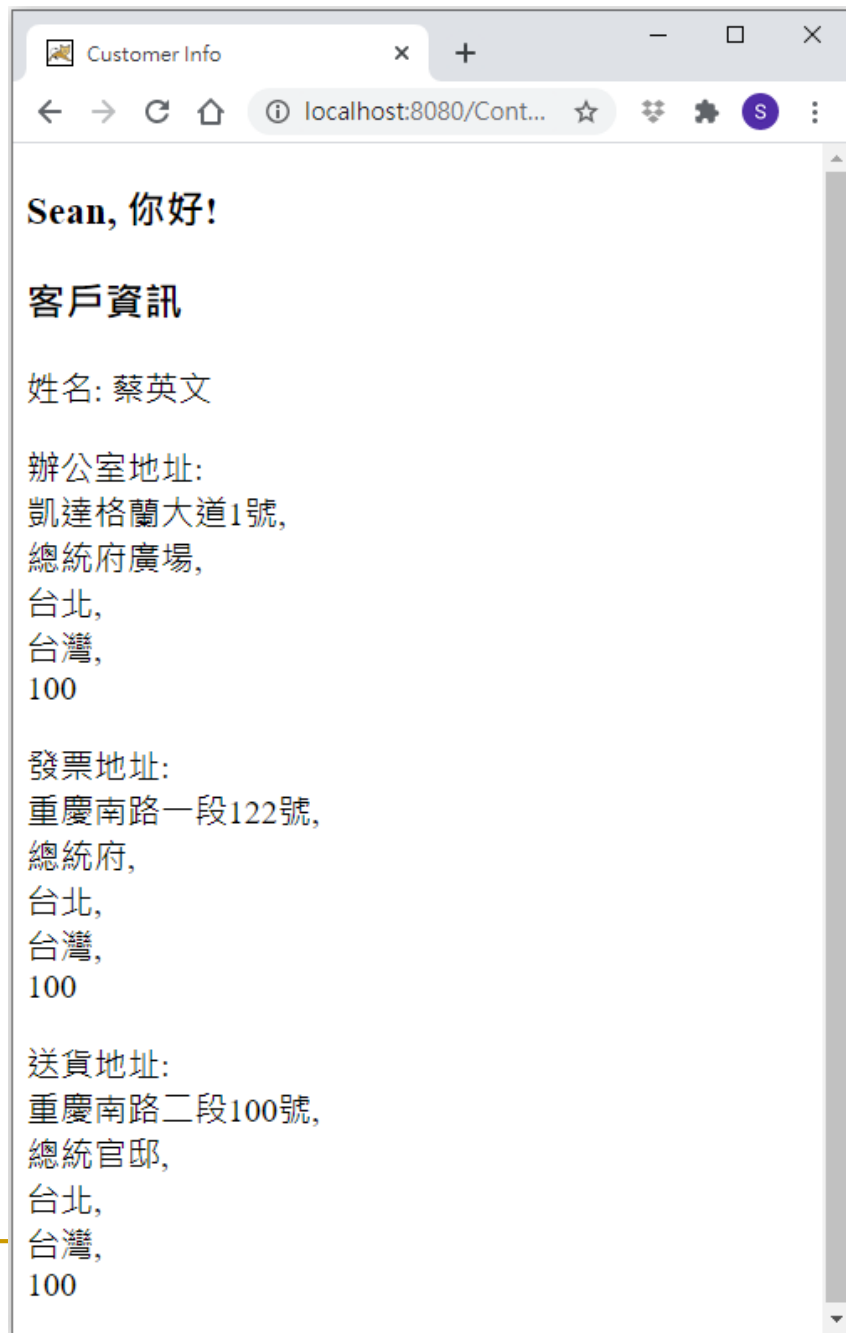 Customer Info
localhost:8080/Cont...
S
Sean, 你好!
客戶資訊
姓名: 蔡英文
辦公室地址:
凱達格蘭大道1號,
總統府廣場,
台北,
台灣,
100
發票地址:
重慶南路一段122號,
總統府,
台北,
台灣,
100
送貨地址:
重慶南路二段100號,
總統官邸,
台北,
台灣,
100